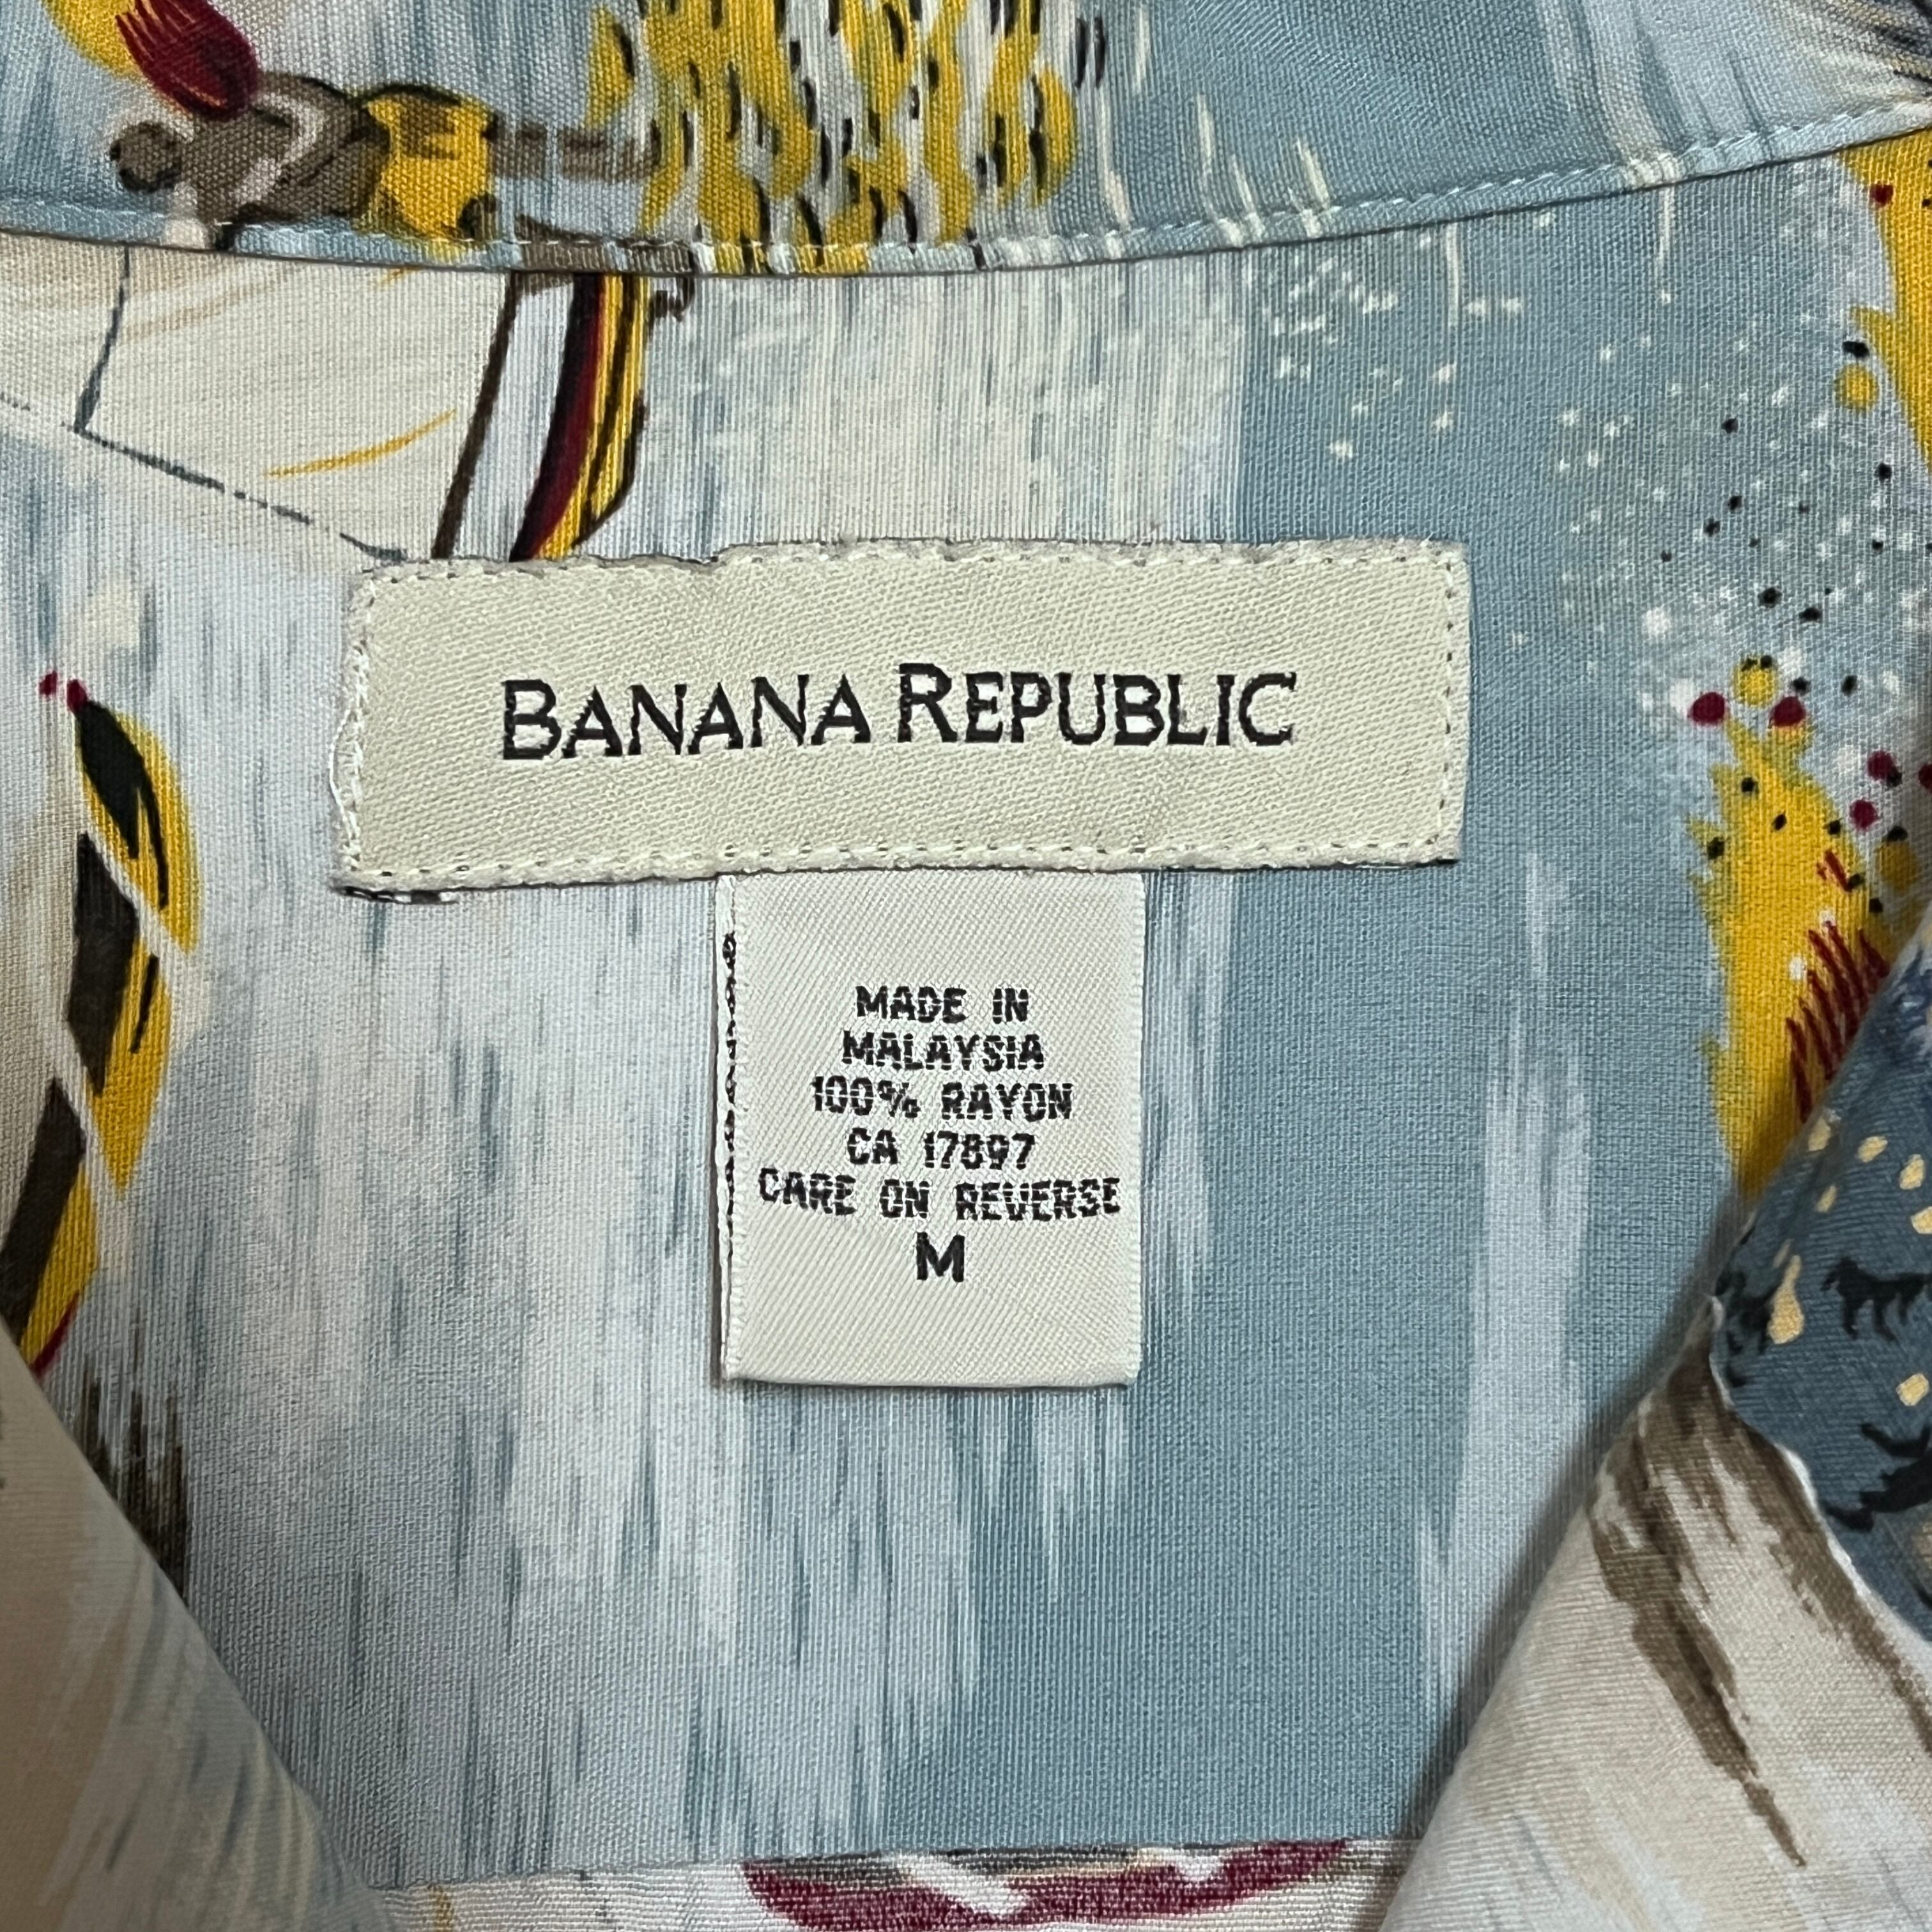 BANANA REPUBLIC
MADE IN
MALAYSIA
100% RAYON
CA 17897
CARE ON REVERSE
M